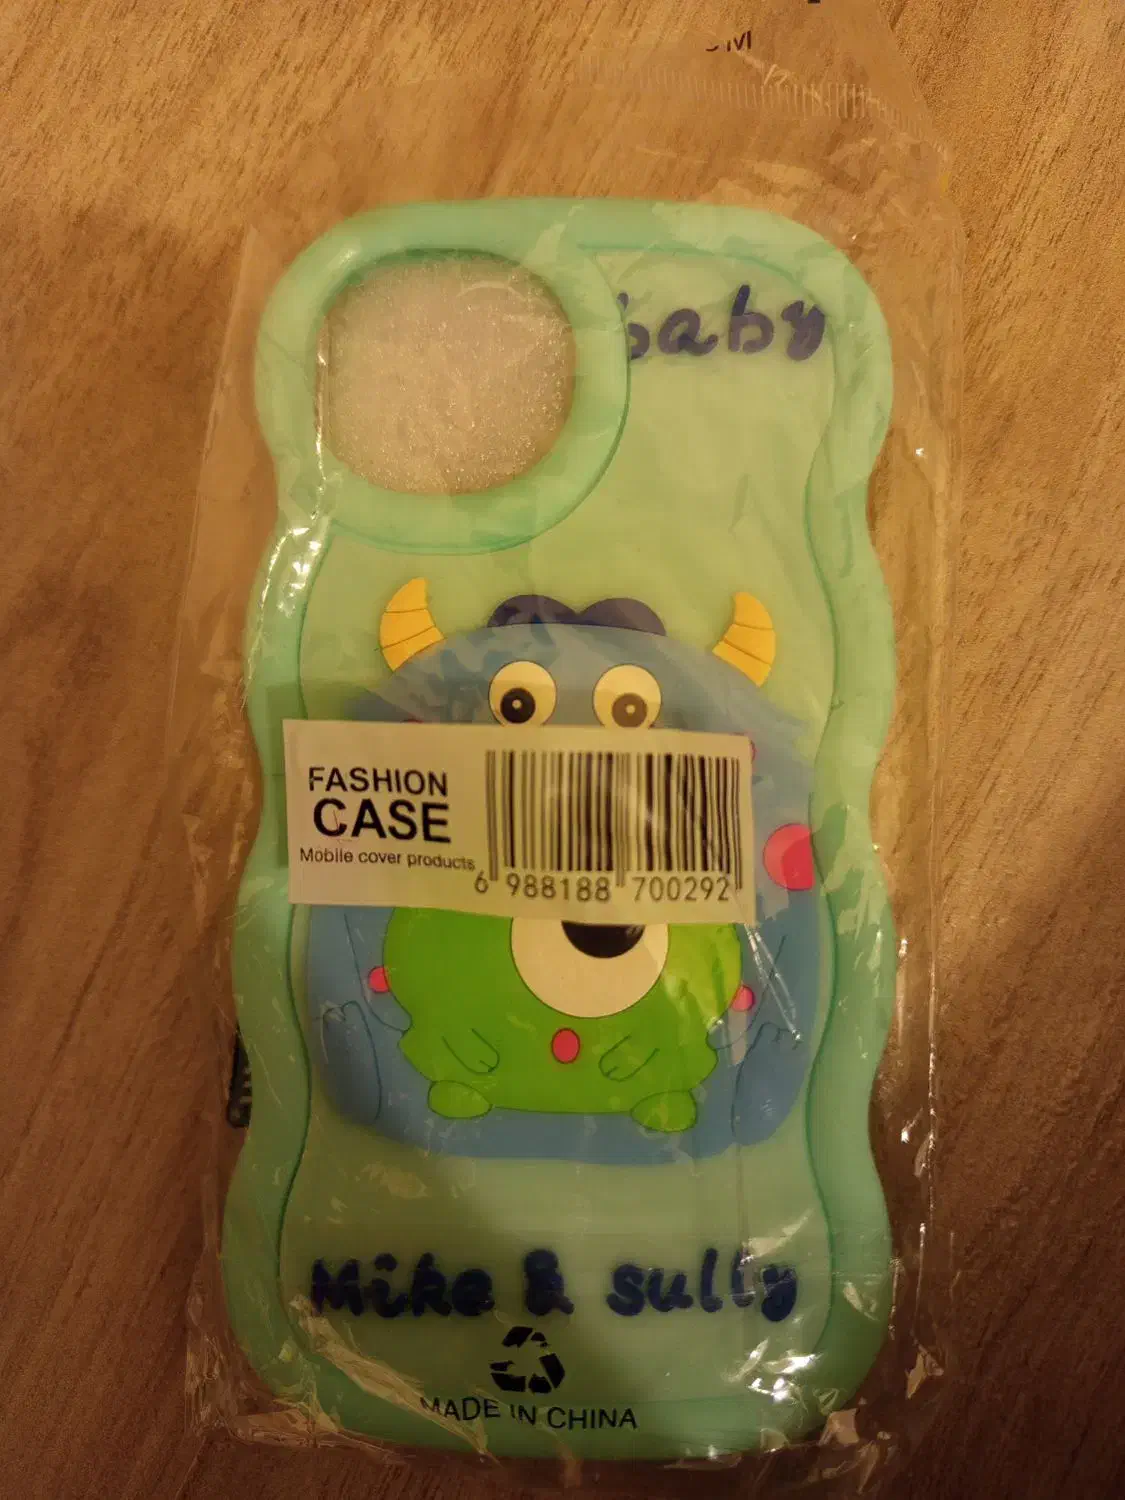 baby
FASHION
CASE
Mobile cover products
6 988188 700292
Mike & sully
MADE IN CHINA